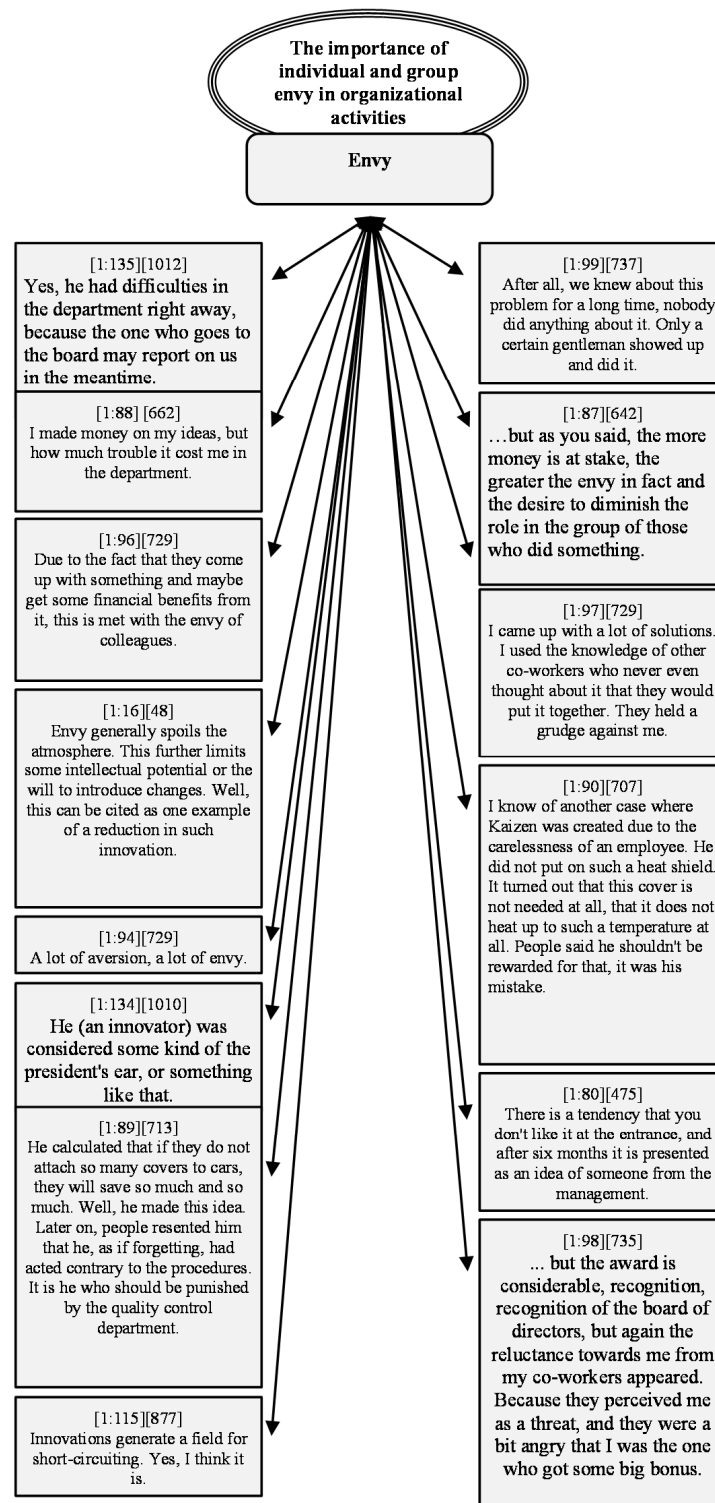 The importance of
individual and group
envy in organizational
activities
Envy
[1:135][1012]
Yes, he had difficulties in
the department right away,
because the one who goes to
the board may report on us
in the meantime.
[1:88] [662]
I made money on my ideas, but
how much trouble it cost me in
the department.
[1:96][729]
Due to the fact that they come
up with something and maybe
get some financial benefits from
it, this is met with the envy of
colleagues.
[1:16][48]
Envy generally spoils the
atmosphere. This further limits
some intellectual potential or the
will to introduce changes. Well,
this can be cited as one example
of a reduction in such
innovation.
[1:94][729]
A lot of aversion, a lot of envy.
[1:134][1010]
He (an innovator) was
considered some kind of the
president's ear, or something
like that.
[1:89][713]
He calculated that if they do not
attach so many covers to cars,
they will save so much and so
much. Well, he made this idea.
Later on, people resented him
that he, as if forgetting, had
acted contrary to the procedures.
It is he who should be punished
by the quality control
department.
[1:115][877]
Innovations generate a field for
short-circuiting. Yes, I think it
is.
[1:99][737]
After all, we knew about this
problem for a long time, nobody
did anything about it. Only a
certain gentleman showed up
and did it.
[1:87][642]
…but as you said, the more
money is at stake, the
greater the envy in fact and
the desire to diminish the
role in the group of those
who did something.
[1:97][729]
I came up with a lot of solutions.
I used the knowledge of other
co-workers who never even
thought about it that they would
put it together. They held a
grudge against me.
[1:90][707]
I know of another case where
Kaizen was created due to the
carelessness of an employee. He
did not put on such a heat shield.
It turned out that this cover is
not needed at all, that it does not
heat up to such a temperature at
all. People said he shouldn't be
rewarded for that, it was his
mistake.
[1:80][475]
There is a tendency that you
don't like it at the entrance, and
after six months it is presented
as an idea of someone from the
management.
[1:98][735]
... but the award is
considerable, recognition,
recognition of the board of
directors, but again the
reluctance towards me from
my co-workers appeared.
Because they perceived me
as a threat, and they were a
bit angry that I was the one
who got some big bonus.